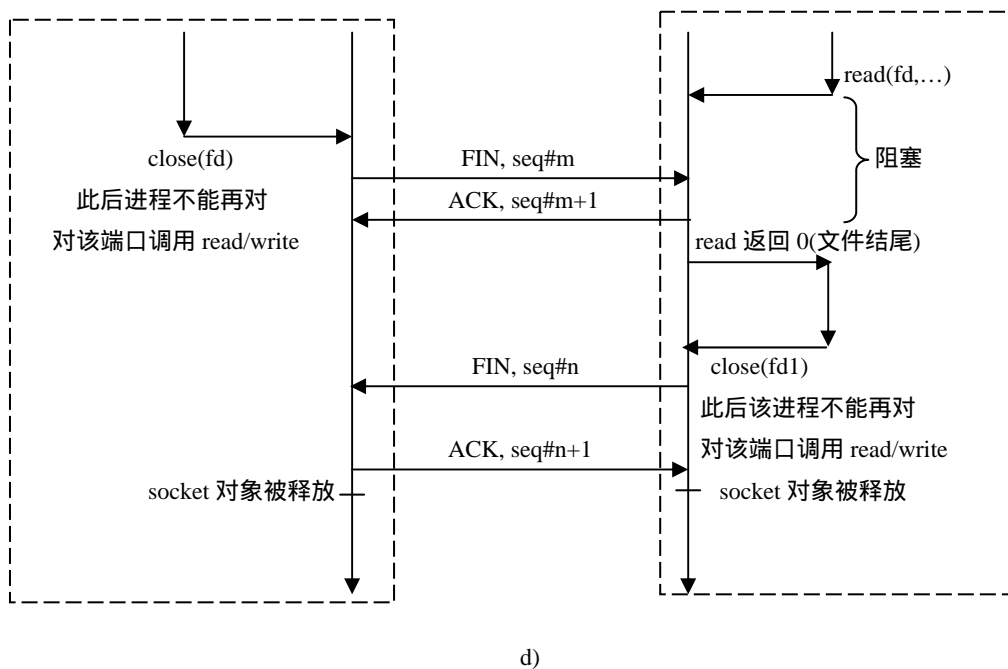 read(fd,…)
close(fd)
FIN, seq#m
阻塞
此后进程不能再对
ACK, seq#m+1
对该端口调用 read/write
read 返回 0(文件结尾)
FIN, seq#n
close(fd1)
此后该进程不能再对
ACK, seq#n+1
对该端口调用 read/write
socket 对象被释放
socket 对象被释放
d)